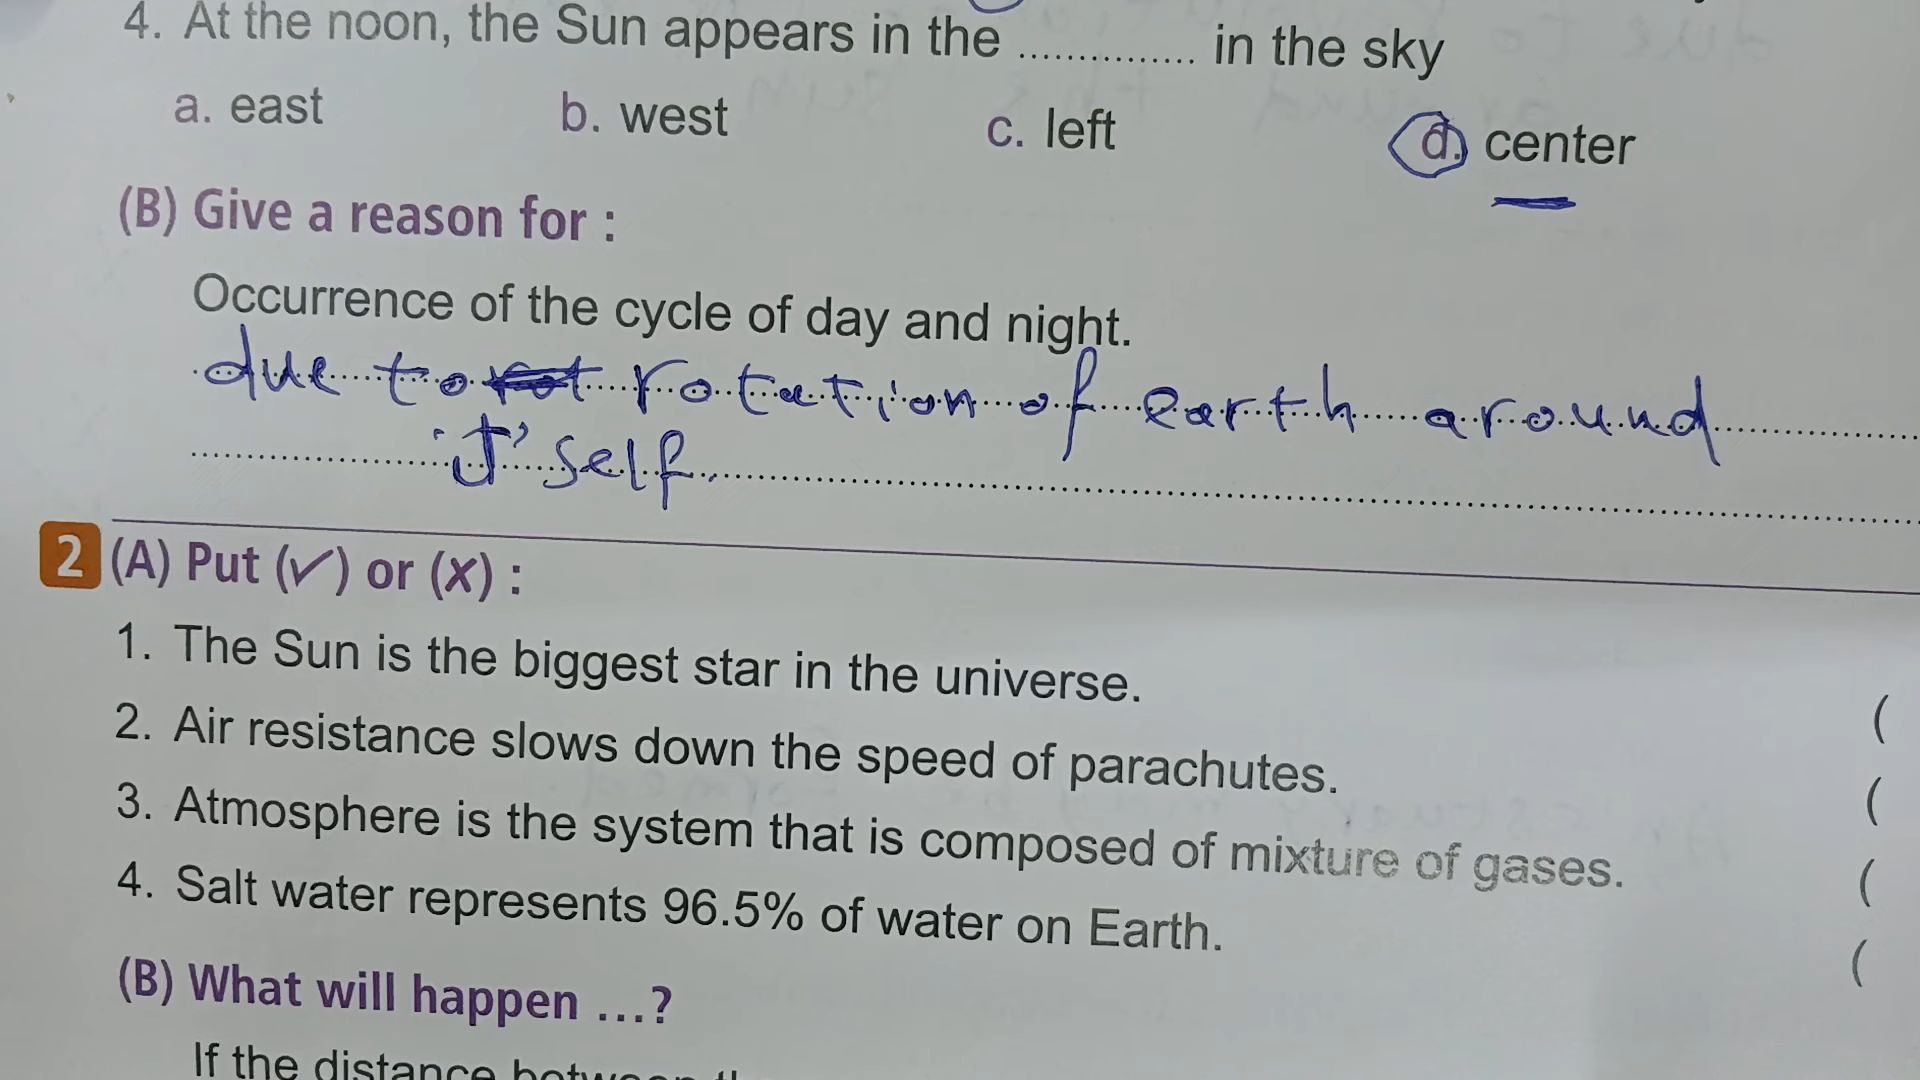 4. At the noon, the Sun appears in the .............. in the sky
a. east b. west c. left d. center
(B) Give a reason for :
Occurrence of the cycle of day and night.
due to rotation of earth around
it'self.
2 (A) Put (✓) or (x) :
1. The Sun is the biggest star in the universe. (
2. Air resistance slows down the speed of parachutes. (
3. Atmosphere is the system that is composed of mixture of gases. (
4. Salt water represents 96.5% of water on Earth. (
(B) What will happen ...?
If the distance between